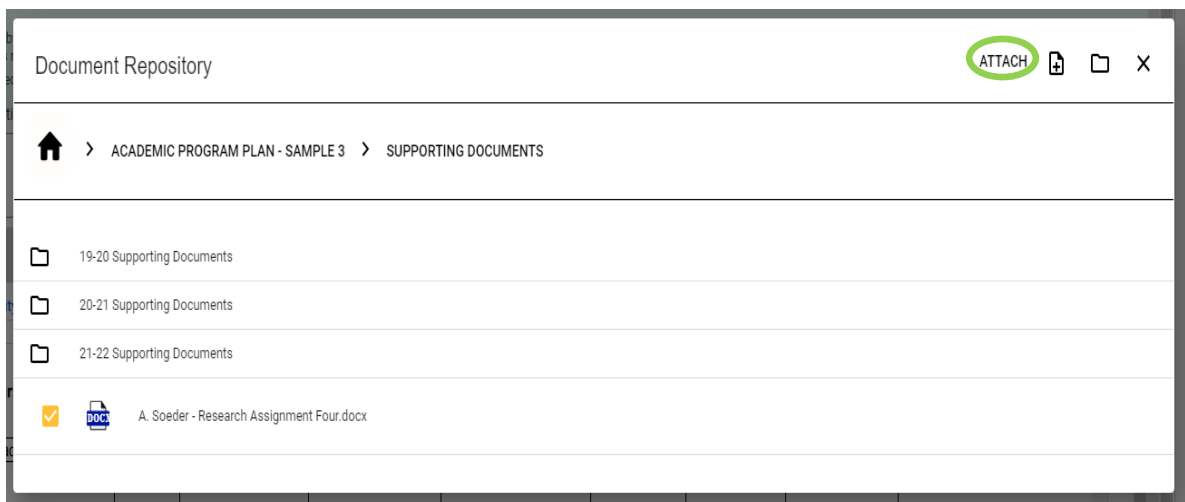 Document Repository
ATTACH
ACADEMIC PROGRAM PLAN - SAMPLE 3 > SUPPORTING DOCUMENTS
19-20 Supporting Documents
20-21 Supporting Documents
21-22 Supporting Documents
DOCX
A. Soeder - Research Assignment Four.docx